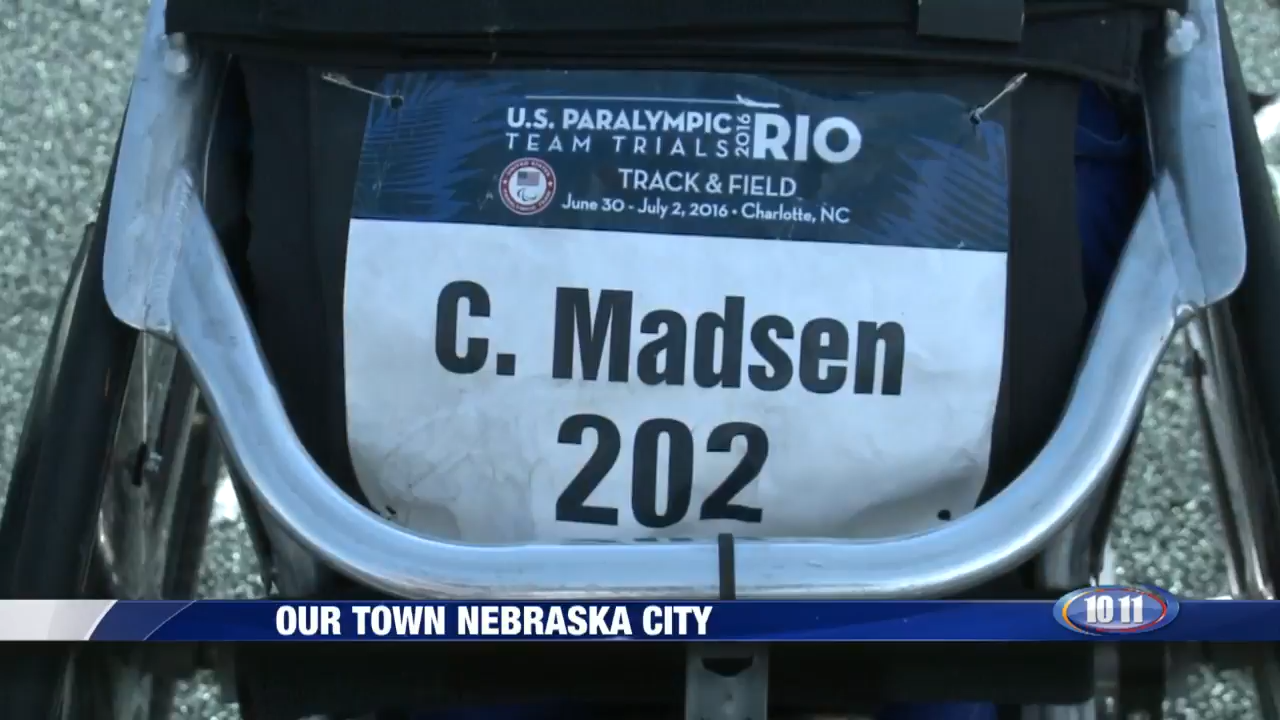 U.S. PARALYMPIC
TEAM TRIALS
2016
RIO
TRACK & FIELD
June 30 - July 2, 2016 • Charlotte, NC
C. Madsen
202
OUR TOWN NEBRASKA CITY
10 11